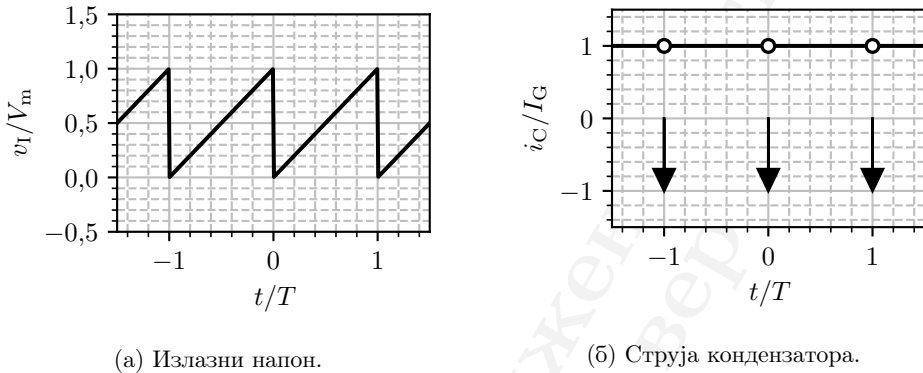 1,5
1,0
0,5
0,0
−0,5
v_I/V_m
−1 0 1
t/T
(а) Излазни напон.
1
0
−1
i_C/I_G
−1 0 1
t/T
(б) Струја кондензатора.